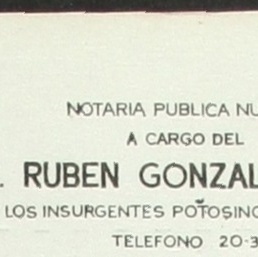 NOTARIA PUBLICA NU
A CARGO DEL
. RUBEN GONZAL
LOS INSURGENTES POTOSINO
TELEFONO 20-3